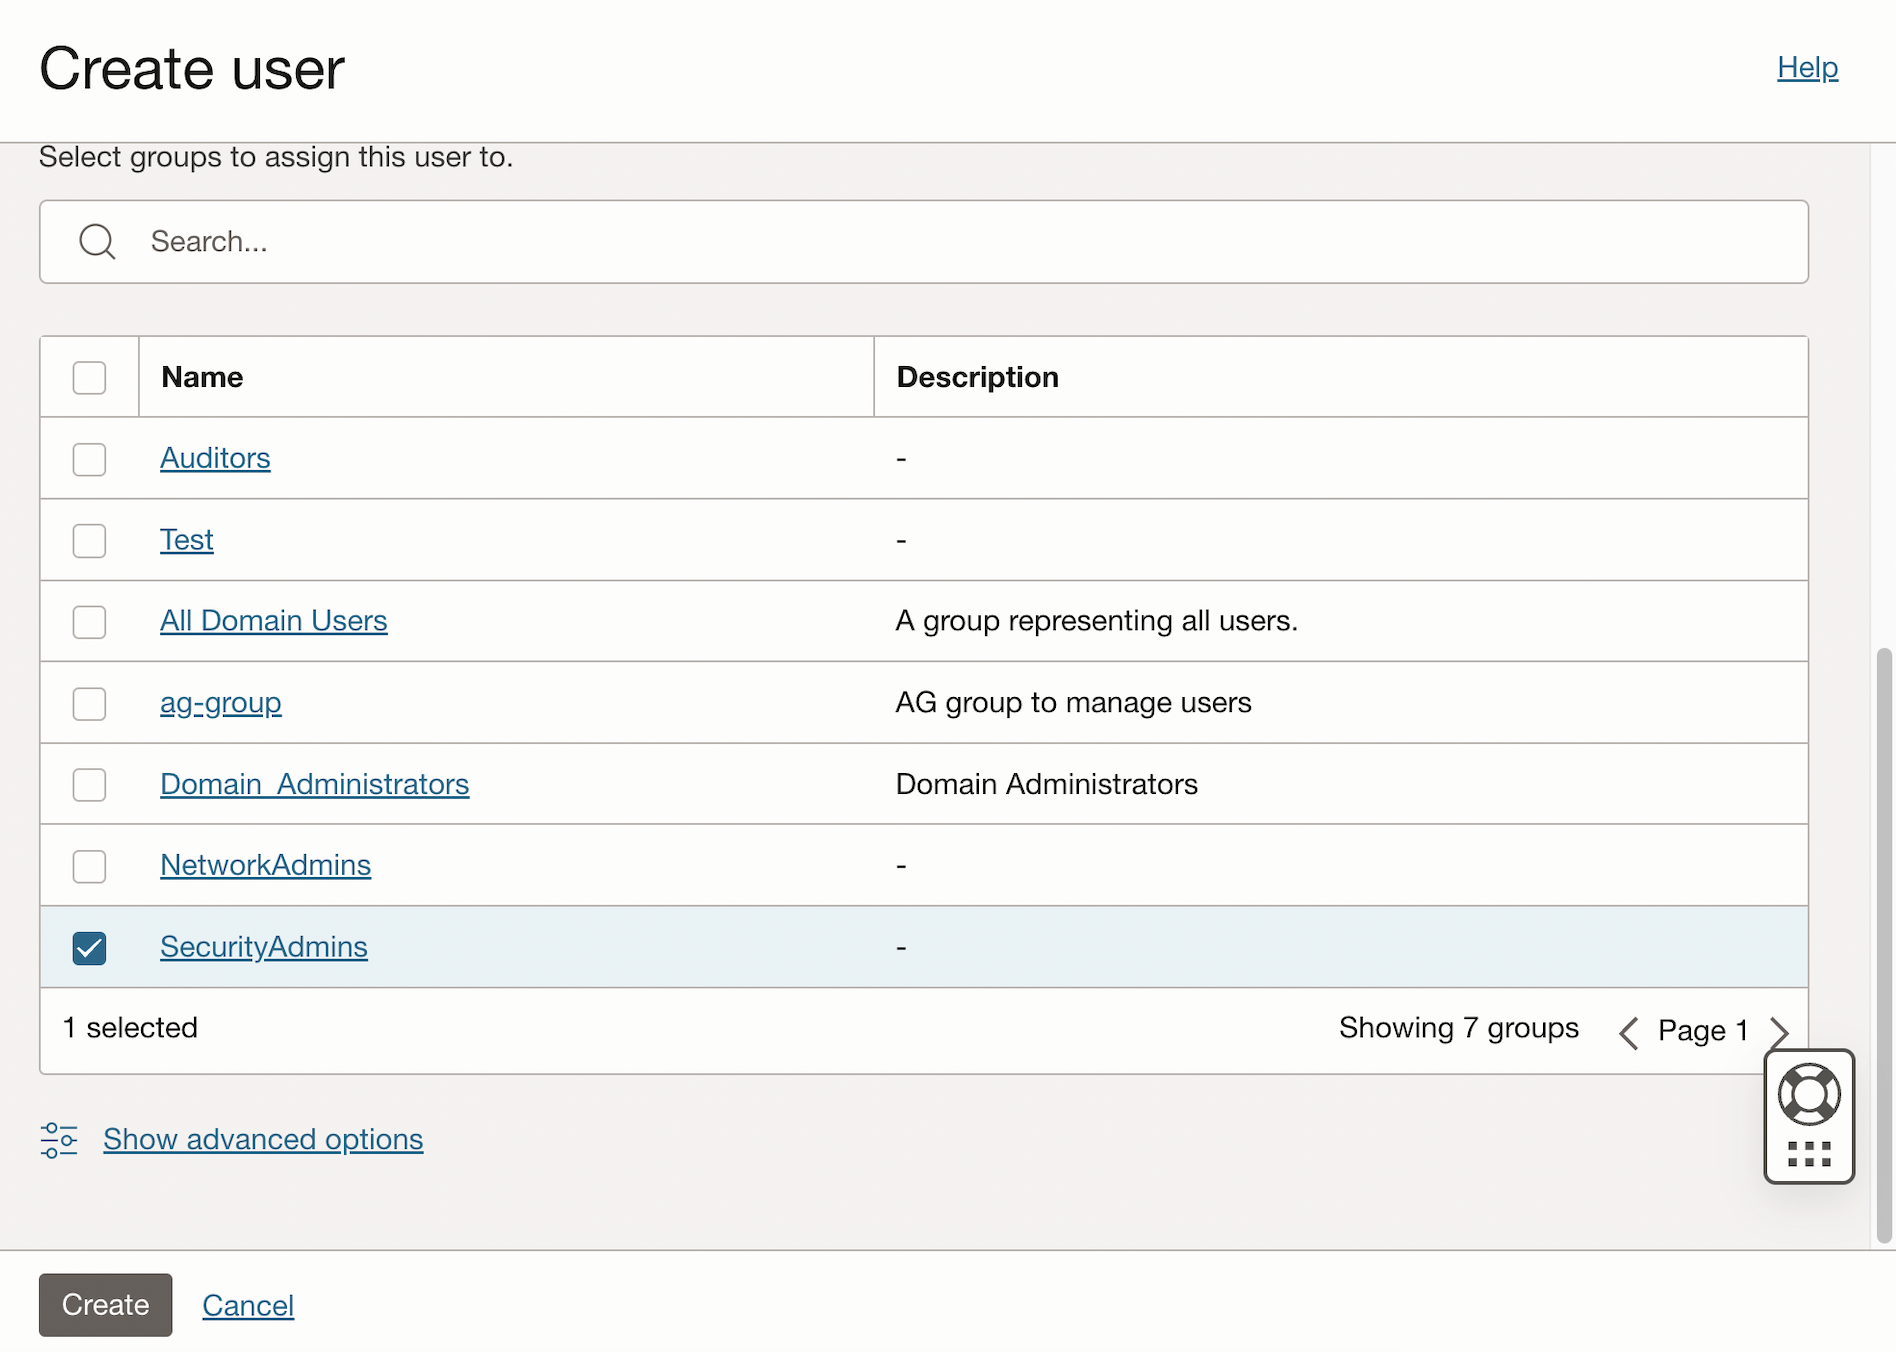 Create user
Help
Select groups to assign this user to.
Search...
Name Description
Auditors -
Test -
All Domain Users A group representing all users.
ag-group AG group to manage users
Domain_Administrators Domain Administrators
NetworkAdmins -
SecurityAdmins -
1 selected Showing 7 groups Page 1
Show advanced options
Create Cancel